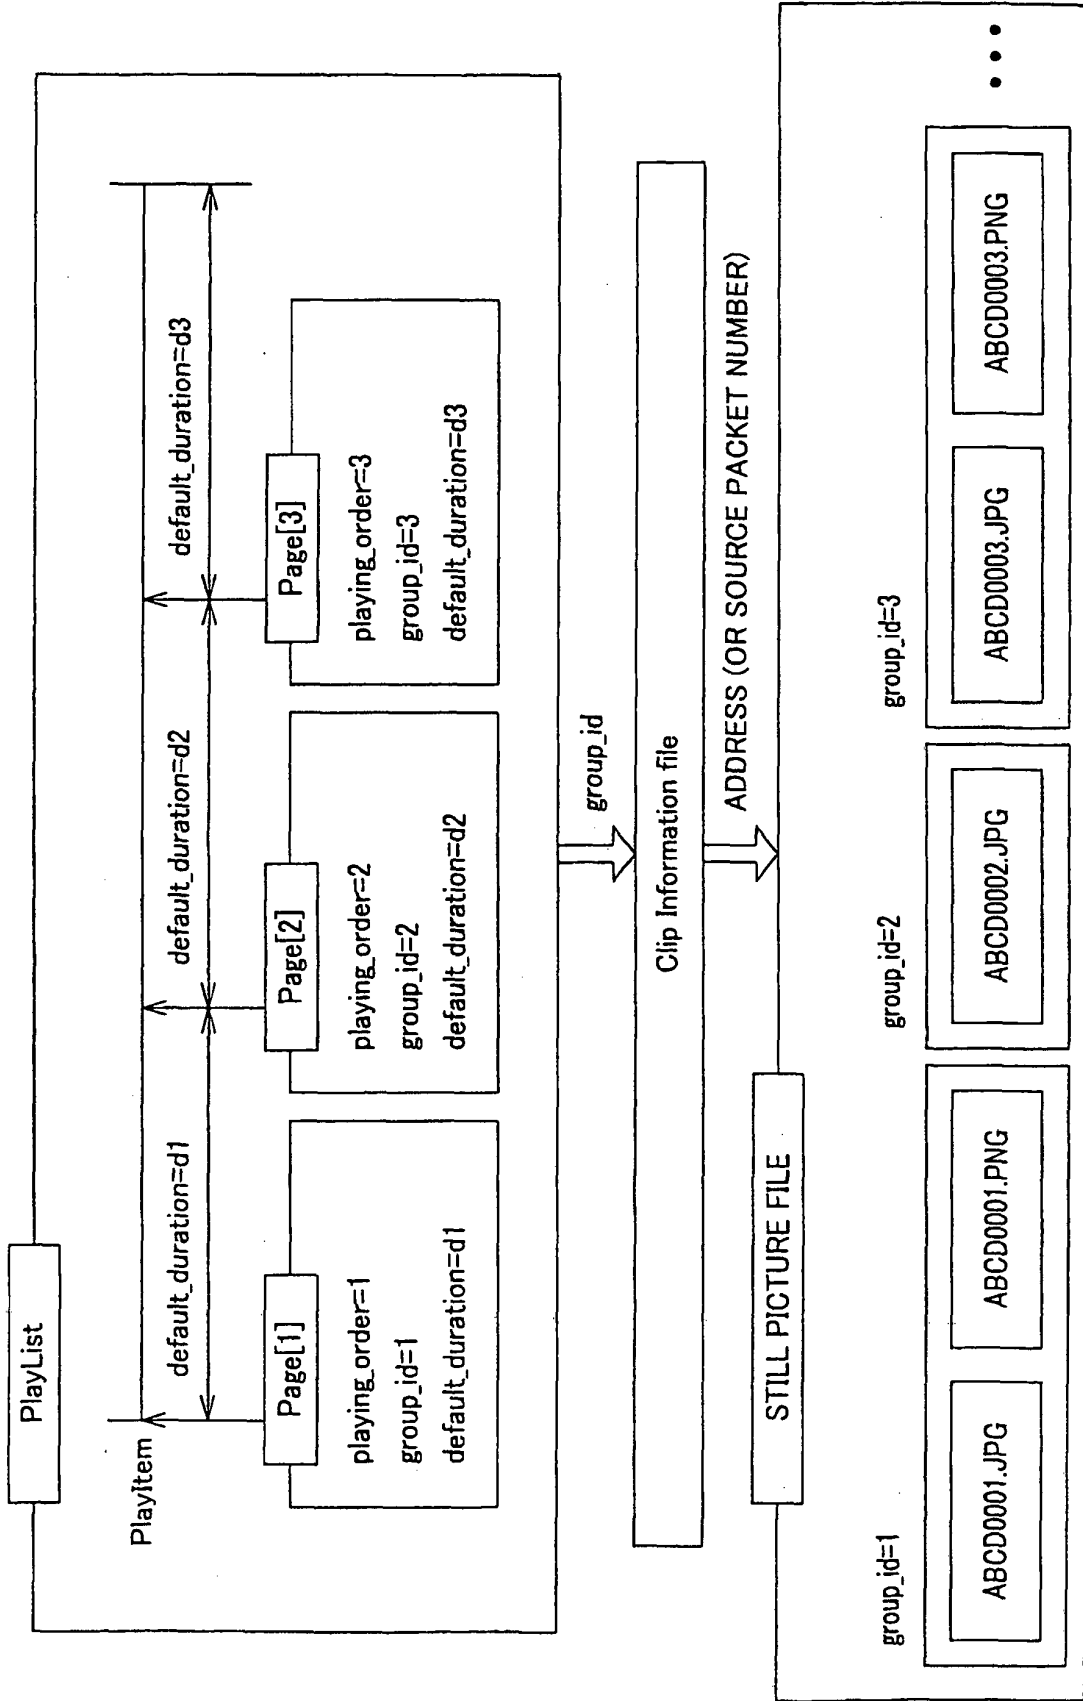 PlayList
PlayItem
default_duration=d1
default_duration=d2
default_duration=d3
Page[1]
playing_order=1
group_id=1
default_duration=d1
Page[2]
playing_order=2
group_id=2
default_duration=d2
Page[3]
playing_order=3
group_id=3
default_duration=d3
group_id
Clip Information file
ADDRESS (OR SOURCE PACKET NUMBER)
STILL PICTURE FILE
group_id=1
ABCD0001.JPG
ABCD0001.PNG
group_id=2
ABCD0002.JPG
group_id=3
ABCD0003.JPG
ABCD0003.PNG
•••